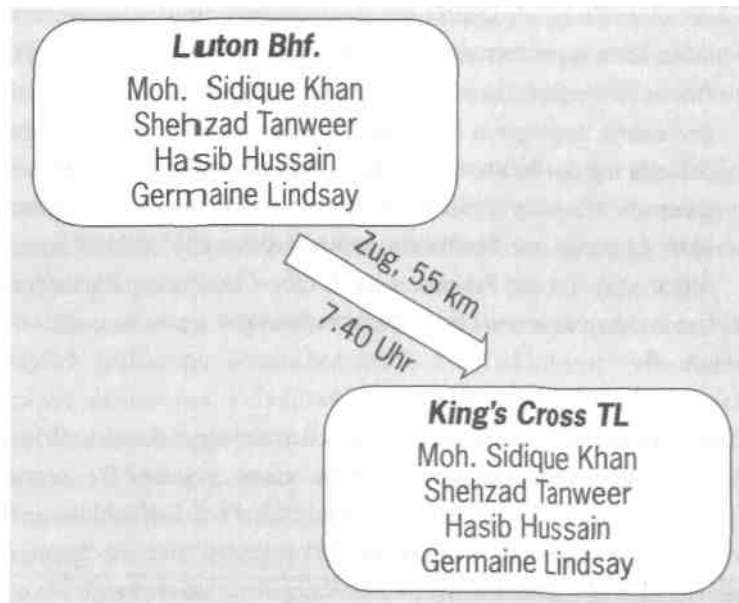 Luton Bhf.
Moh. Sidique Khan
Shehzad Tanweer
Hasib Hussain
Germaine Lindsay
Zug, 55 km
7.40 Uhr
King's Cross TL
Moh. Sidique Khan
Shehzad Tanweer
Hasib Hussain
Germaine Lindsay